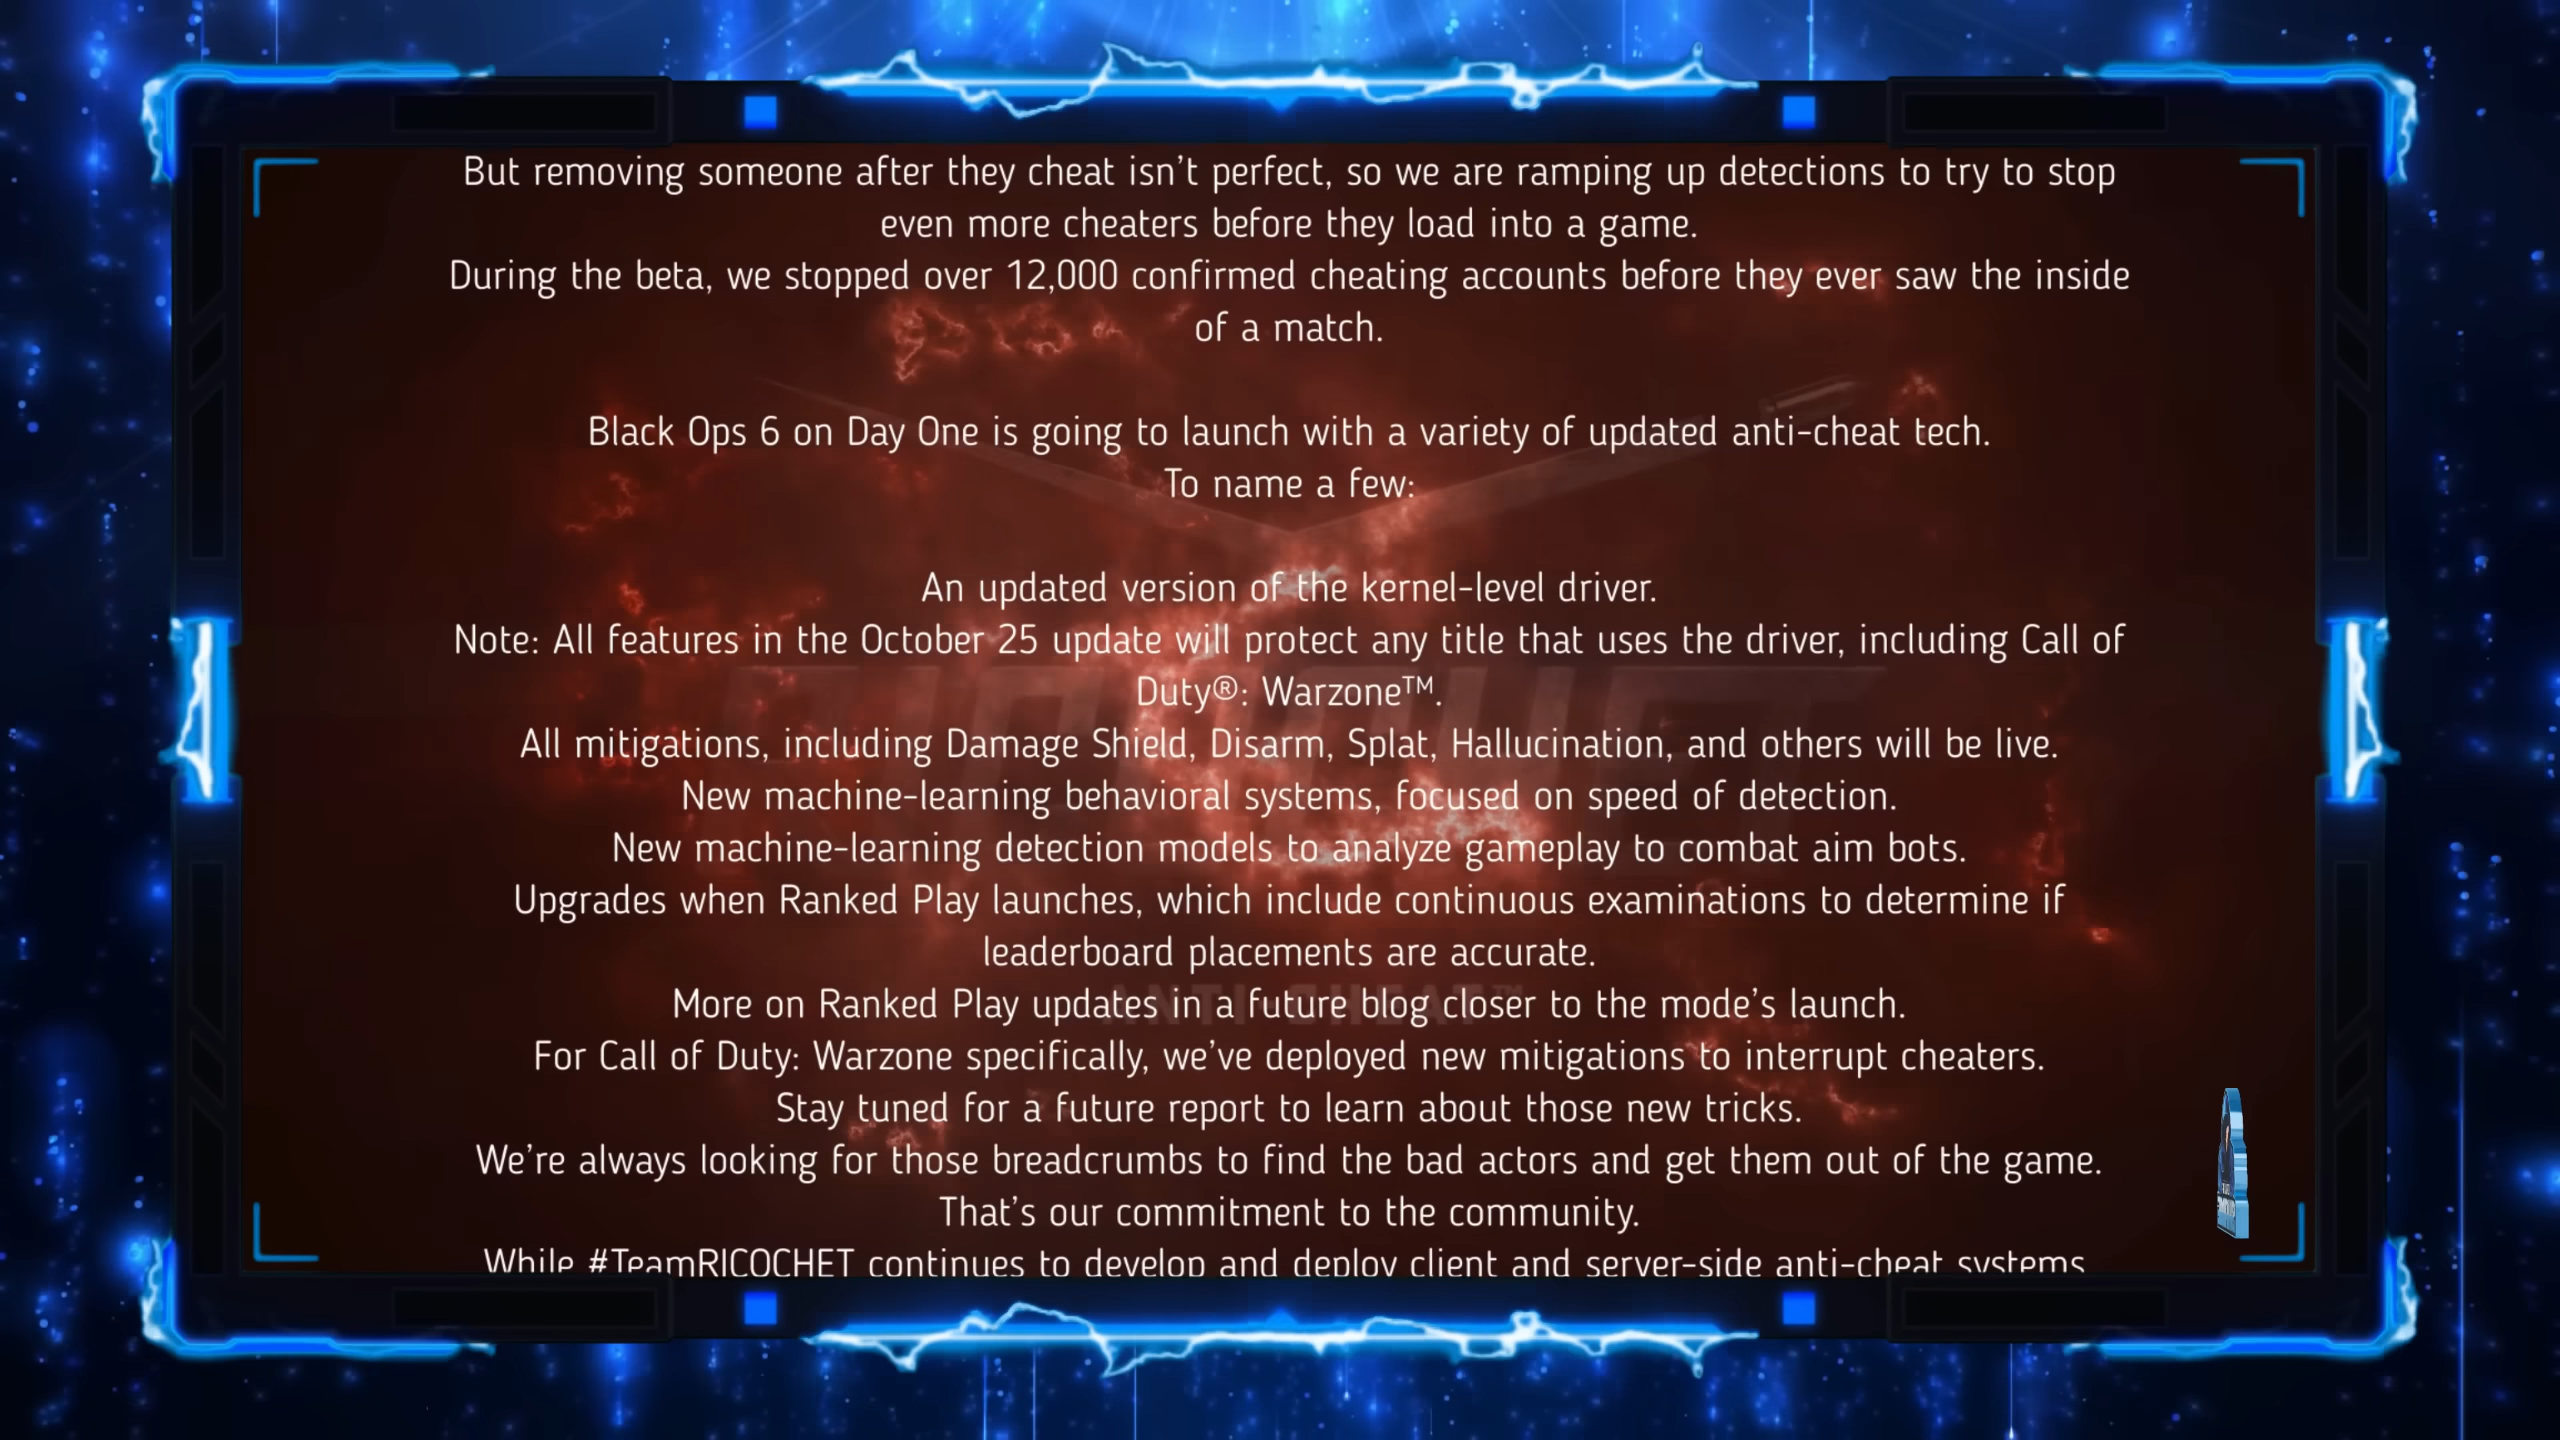 But removing someone after they cheat isn’t perfect, so we are ramping up detections to try to stop
even more cheaters before they load into a game.
During the beta, we stopped over 12,000 confirmed cheating accounts before they ever saw the inside
of a match.
Black Ops 6 on Day One is going to launch with a variety of updated anti-cheat tech.
To name a few:
An updated version of the kernel-level driver.
Note: All features in the October 25 update will protect any title that uses the driver, including Call of
Duty®: Warzone™.
All mitigations, including Damage Shield, Disarm, Splat, Hallucination, and others will be live.
New machine-learning behavioral systems, focused on speed of detection.
New machine-learning detection models to analyze gameplay to combat aim bots.
Upgrades when Ranked Play launches, which include continuous examinations to determine if
leaderboard placements are accurate.
More on Ranked Play updates in a future blog closer to the mode’s launch.
For Call of Duty: Warzone specifically, we’ve deployed new mitigations to interrupt cheaters.
Stay tuned for a future report to learn about those new tricks.
We’re always looking for those breadcrumbs to find the bad actors and get them out of the game.
That’s our commitment to the community.
While #TeamRICOCHET continues to develop and deploy client and server-side anti-cheat systems
RICOCHET
ANTI-CHEAT™